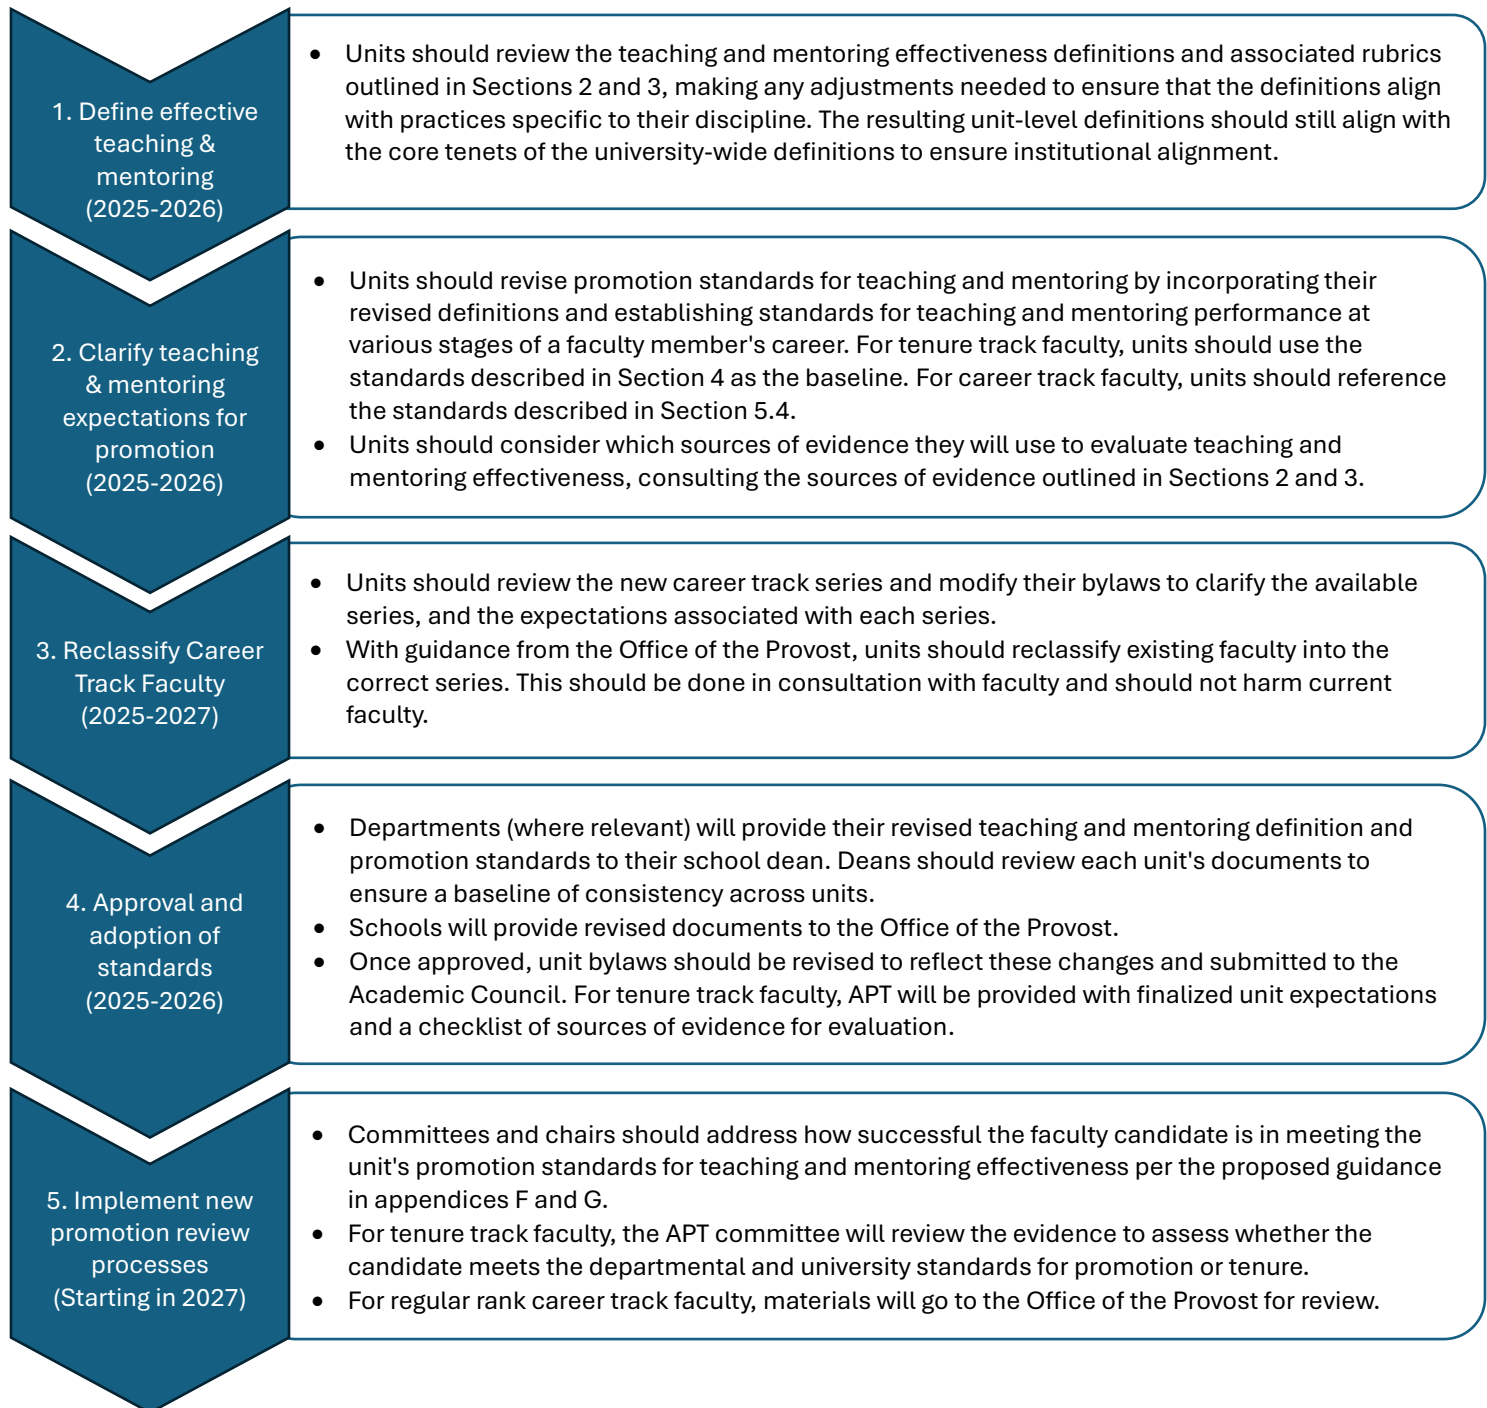 1. Define effective
teaching &
mentoring
(2025-2026)
• Units should review the teaching and mentoring effectiveness definitions and associated rubrics
outlined in Sections 2 and 3, making any adjustments needed to ensure that the definitions align
with practices specific to their discipline. The resulting unit-level definitions should still align with
the core tenets of the university-wide definitions to ensure institutional alignment.
2. Clarify teaching
& mentoring
expectations for
promotion
(2025-2026)
• Units should revise promotion standards for teaching and mentoring by incorporating their
revised definitions and establishing standards for teaching and mentoring performance at
various stages of a faculty member's career. For tenure track faculty, units should use the
standards described in Section 4 as the baseline. For career track faculty, units should reference
the standards described in Section 5.4.
• Units should consider which sources of evidence they will use to evaluate teaching and
mentoring effectiveness, consulting the sources of evidence outlined in Sections 2 and 3.
3. Reclassify Career
Track Faculty
(2025-2027)
• Units should review the new career track series and modify their bylaws to clarify the available
series, and the expectations associated with each series.
• With guidance from the Office of the Provost, units should reclassify existing faculty into the
correct series. This should be done in consultation with faculty and should not harm current
faculty.
4. Approval and
adoption of
standards
(2025-2026)
• Departments (where relevant) will provide their revised teaching and mentoring definition and
promotion standards to their school dean. Deans should review each unit's documents to
ensure a baseline of consistency across units.
• Schools will provide revised documents to the Office of the Provost.
• Once approved, unit bylaws should be revised to reflect these changes and submitted to the
Academic Council. For tenure track faculty, APT will be provided with finalized unit expectations
and a checklist of sources of evidence for evaluation.
5. Implement new
promotion review
processes
(Starting in 2027)
• Committees and chairs should address how successful the faculty candidate is in meeting the
unit's promotion standards for teaching and mentoring effectiveness per the proposed guidance
in appendices F and G.
• For tenure track faculty, the APT committee will review the evidence to assess whether the
candidate meets the departmental and university standards for promotion or tenure.
• For regular rank career track faculty, materials will go to the Office of the Provost for review.